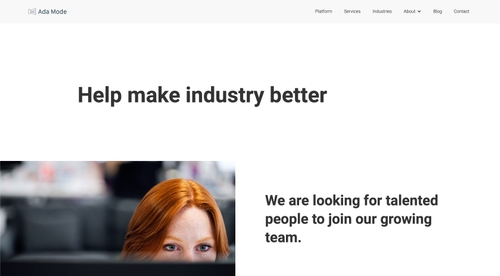 Ada Mode
Platform
Services
Industries
About
Blog
Contact
Help make industry better
We are looking for talented
people to join our growing
team.